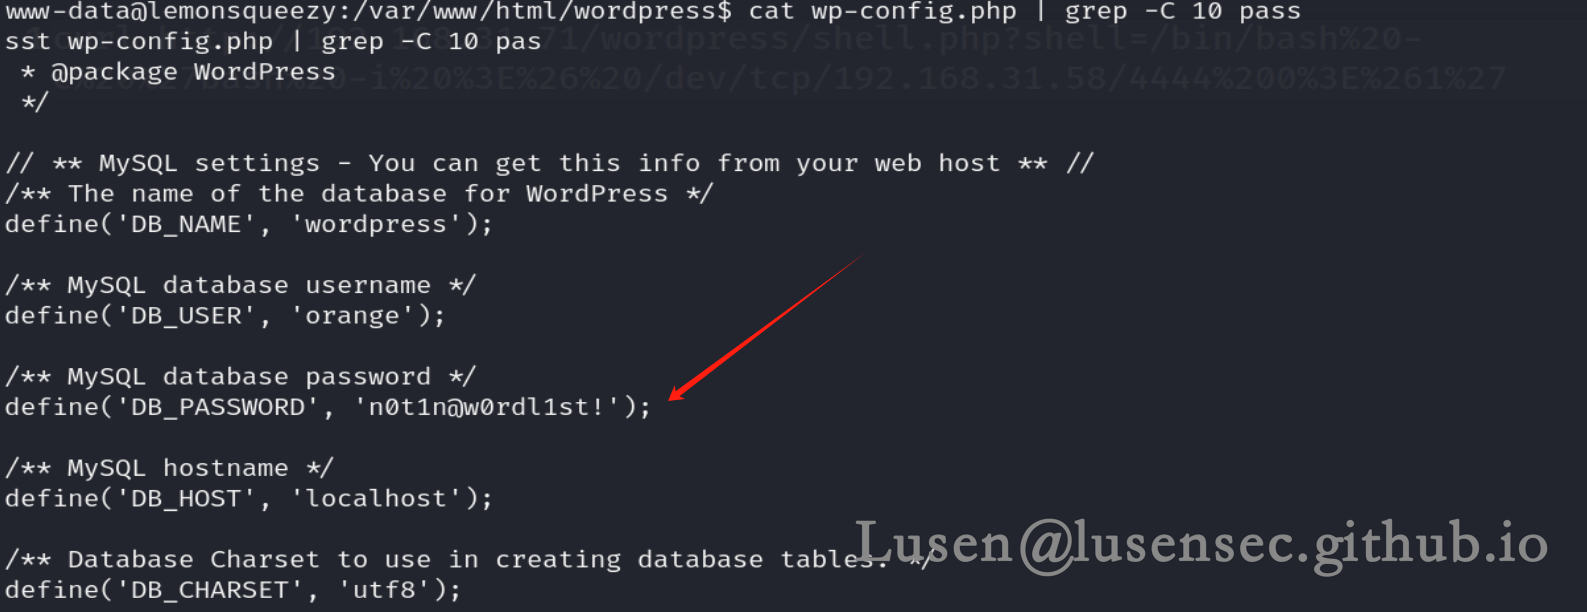 www-data@lemonsqueezy:/var/www/html/wordpress$ cat wp-config.php | grep -C 10 pass
sst wp-config.php | grep -C 10 pas
 * @package WordPress
 */
// ** MySQL settings - You can get this info from your web host ** //
/** The name of the database for WordPress */
define('DB_NAME', 'wordpress');
/** MySQL database username */
define('DB_USER', 'orange');
/** MySQL database password */
define('DB_PASSWORD', 'n0t1n@w0rdl1st!');
/** MySQL hostname */
define('DB_HOST', 'localhost');
/** Database Charset to use in creating database tables. */
define('DB_CHARSET', 'utf8');
Lusen@lusensec.github.io